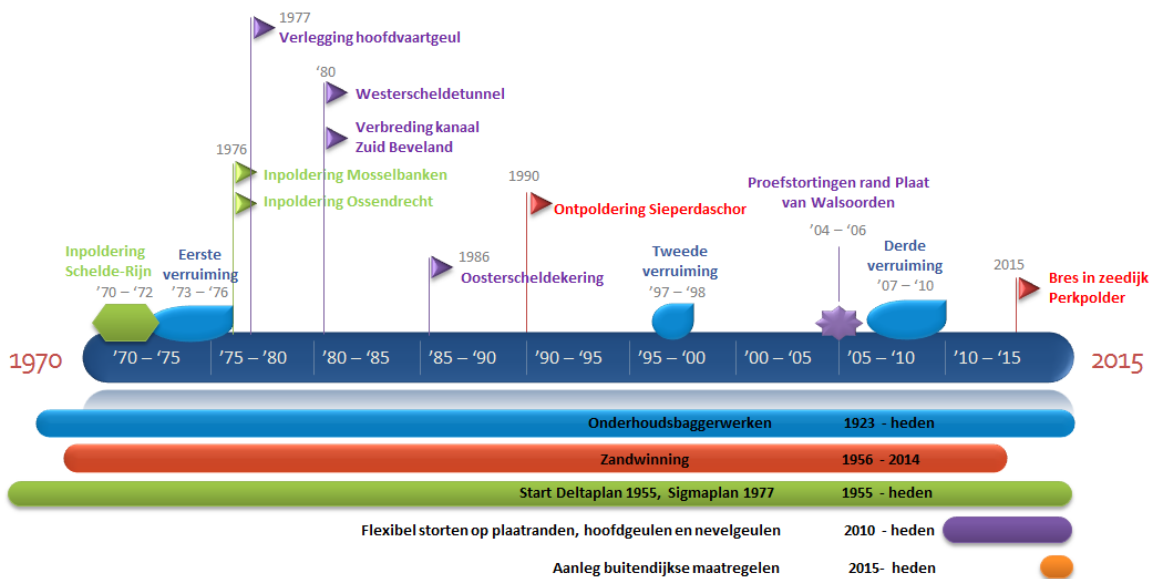 1977
Verlegging hoofdvaartgeul
‘80
Westerscheldetunnel
Verbreding kanaal
Zuid Beveland
1976
Inpoldering Mosselbanken
Inpoldering Ossendrecht
1990
Ontpoldering Sieperdaschor
Proefstortingen rand Plaat
van Walsoorden
’04 – ‘06
Inpoldering
Schelde-Rijn
’70 – ‘72
Eerste
verruiming
’73 – ‘76
1986
Oosterscheldekering
Tweede
verruiming
’97 – ‘98
Derde
verruiming
’07 – ‘10
2015
Bres in zeedijk
Perkpolder
1970
’70 – ‘75
’75 – ‘80
’80 – ‘85
’85 – ‘90
’90 – ‘95
’95 – ‘00
’00 – ‘05
’05 – ‘10
’10 – ‘15
2015
Onderhoudsbaggerwerken 1923 - heden
Zandwinning 1956 - 2014
Start Deltaplan 1955, Sigmaplan 1977 1955 - heden
Flexibel storten op plaatranden, hoofdgeulen en nevelgeulen 2010 - heden
Aanleg buitendijkse maatregelen 2015- heden